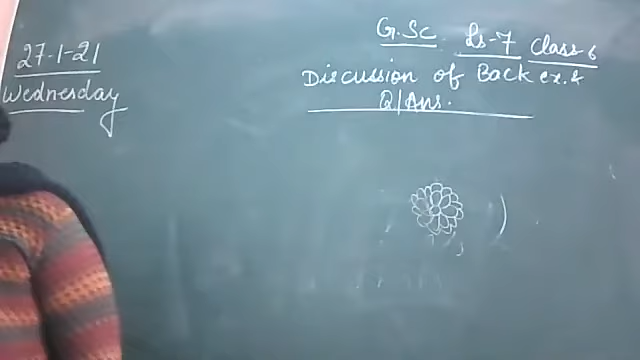 27-1-21
Wednesday
G.Sc Ls-7 Class 6
Discussion of Back ex. &
Q/Ans.